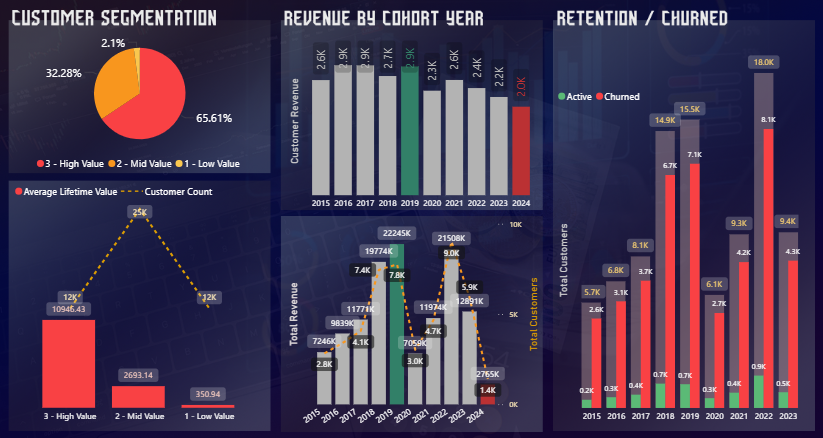 CUSTOMER SEGMENTATION
2.1%
32.28%
65.61%
3 - High Value 2 - Mid Value 1 - Low Value
Average Lifetime Value Customer Count
25K
12K
12K
10946.43
2693.14
350.94
3 - High Value 2 - Mid Value 1 - Low Value
REVENUE BY COHORT YEAR
Customer Revenue
2.6K 2.9K 2.9K 2.7K 2.9K 2.3K 2.6K 2.4K 2.2K 2.0K
2015 2016 2017 2018 2019 2020 2021 2022 2023 2024
Total Revenue
Total Customers
10K
5K
0K
7246K 9839K 11771K 19774K 22245K 7059K 11974K 21508K 12891K 2765K
2.8K 4.1K 7.4K 7.8K 3.0K 4.7K 9.0K 5.9K 1.4K
2015 2016 2017 2018 2019 2020 2021 2022 2023 2024
RETENTION / CHURNED
Active Churned
Total Customers
5.7K 6.8K 8.1K 14.9K 15.5K 6.1K 9.3K 18.0K 9.4K
2.6K 3.1K 3.7K 6.7K 7.1K 2.7K 4.2K 8.1K 4.3K
0.2K 0.3K 0.4K 0.7K 0.7K 0.3K 0.4K 0.9K 0.5K
2015 2016 2017 2018 2019 2020 2021 2022 2023